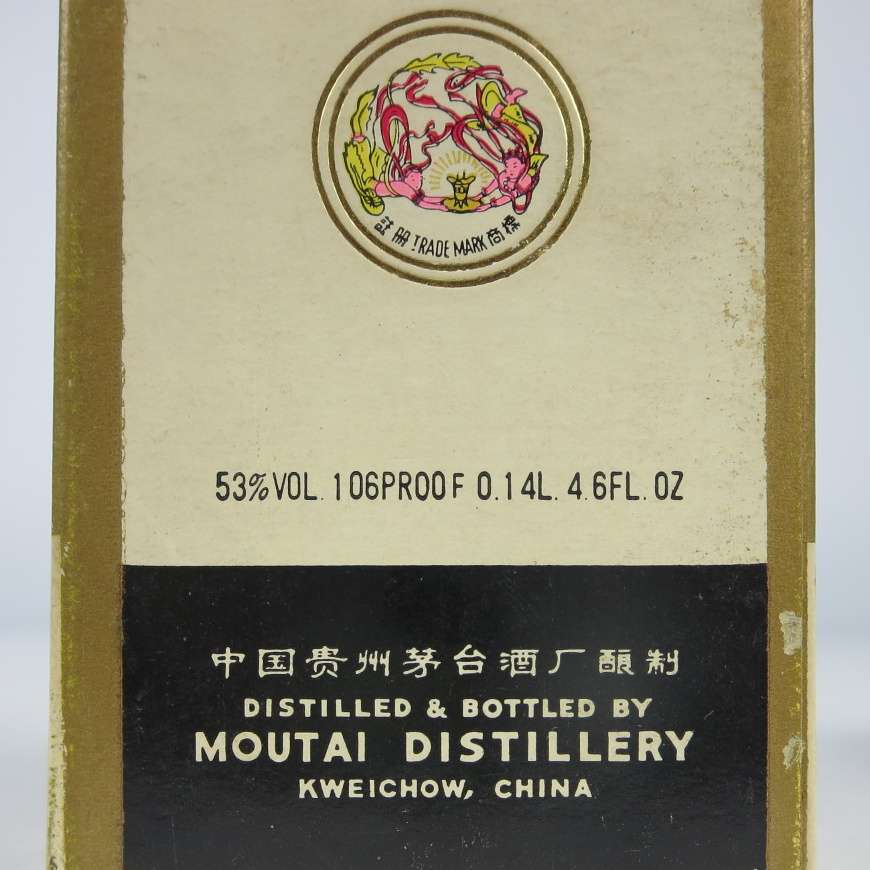 註册 TRADE MARK 商標
53%VOL. 106PROOF 0.14L. 4.6FL.OZ
中国贵州茅台酒厂酿制
DISTILLED & BOTTLED BY
MOUTAI DISTILLERY
KWEICHOW, CHINA